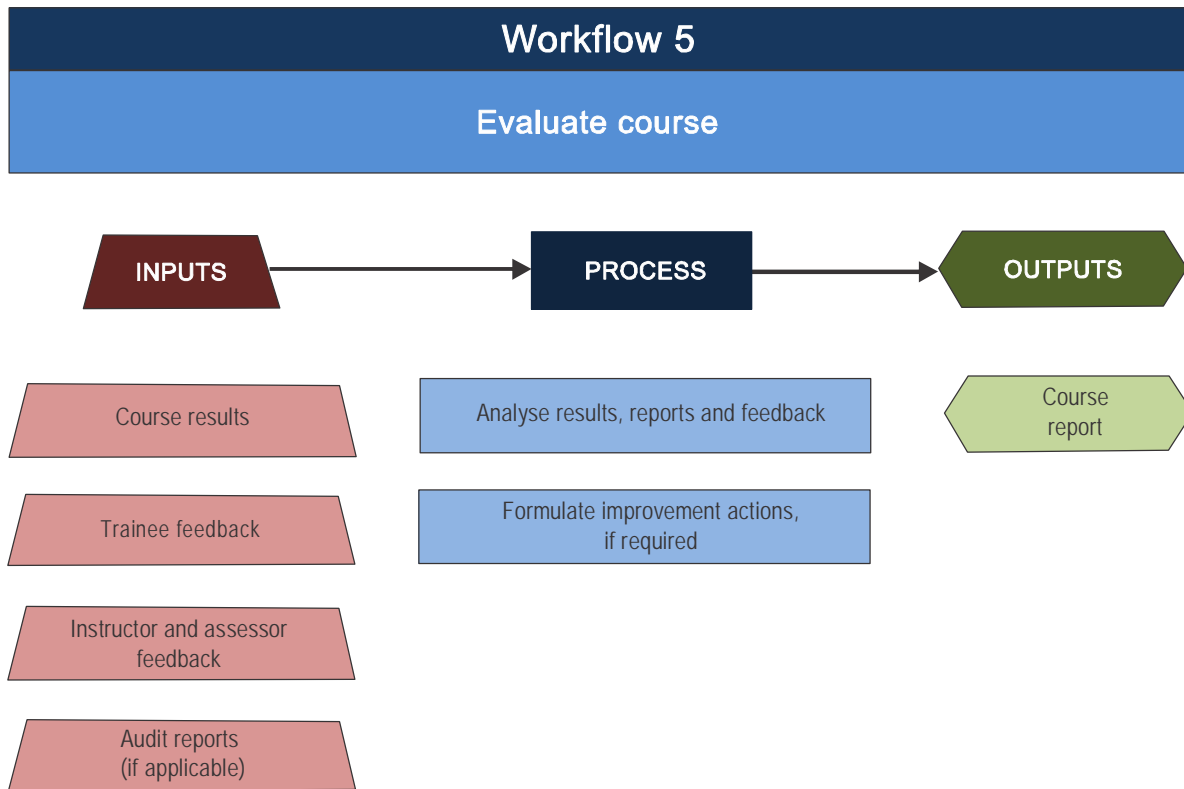 Workflow 5
Evaluate course
INPUTS
PROCESS
OUTPUTS
Course results
Trainee feedback
Instructor and assessor
feedback
Audit reports
(if applicable)
Analyse results, reports and feedback
Formulate improvement actions,
if required
Course
report